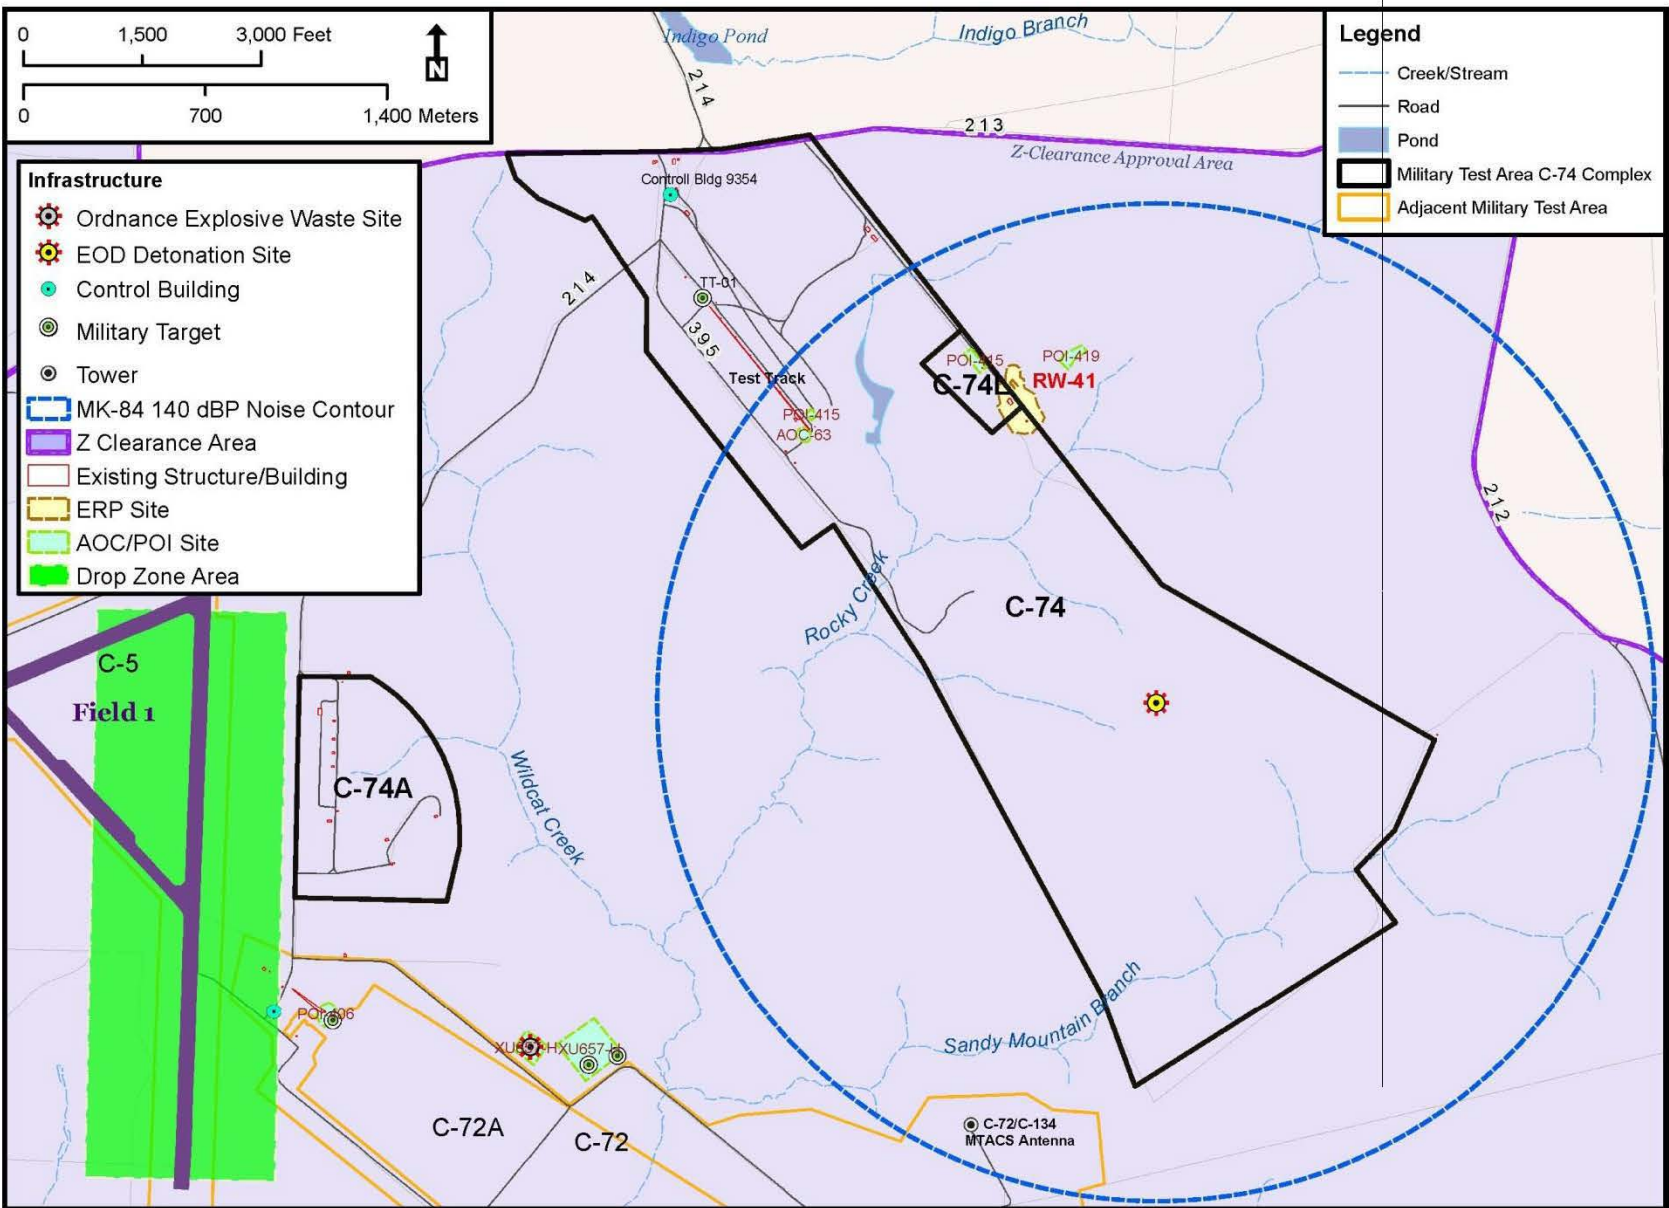 0 1,500 3,000 Feet
N
0 700 1,400 Meters
Indigo Pond
Indigo Branch
214
213
Z-Clearance Approval Area
Legend
Creek/Stream
Road
Pond
Military Test Area C-74 Complex
Adjacent Military Test Area
Infrastructure
Ordnance Explosive Waste Site
EOD Detonation Site
Control Building
Military Target
Tower
MK-84 140 dBP Noise Contour
Z Clearance Area
Existing Structure/Building
ERP Site
AOC/POI Site
Drop Zone Area
Controll Bldg 9354
214
TT-01
395
Test Track
POI-415
AOC-63
POI-415
POI-419
C-74L
RW-41
212
Rocky Creek
C-74
C-5
Field 1
C-74A
Wildcat Creek
Sandy Mountain Branch
XU657-H
C-72A
C-72
C-72/C-134
MTACS Antenna